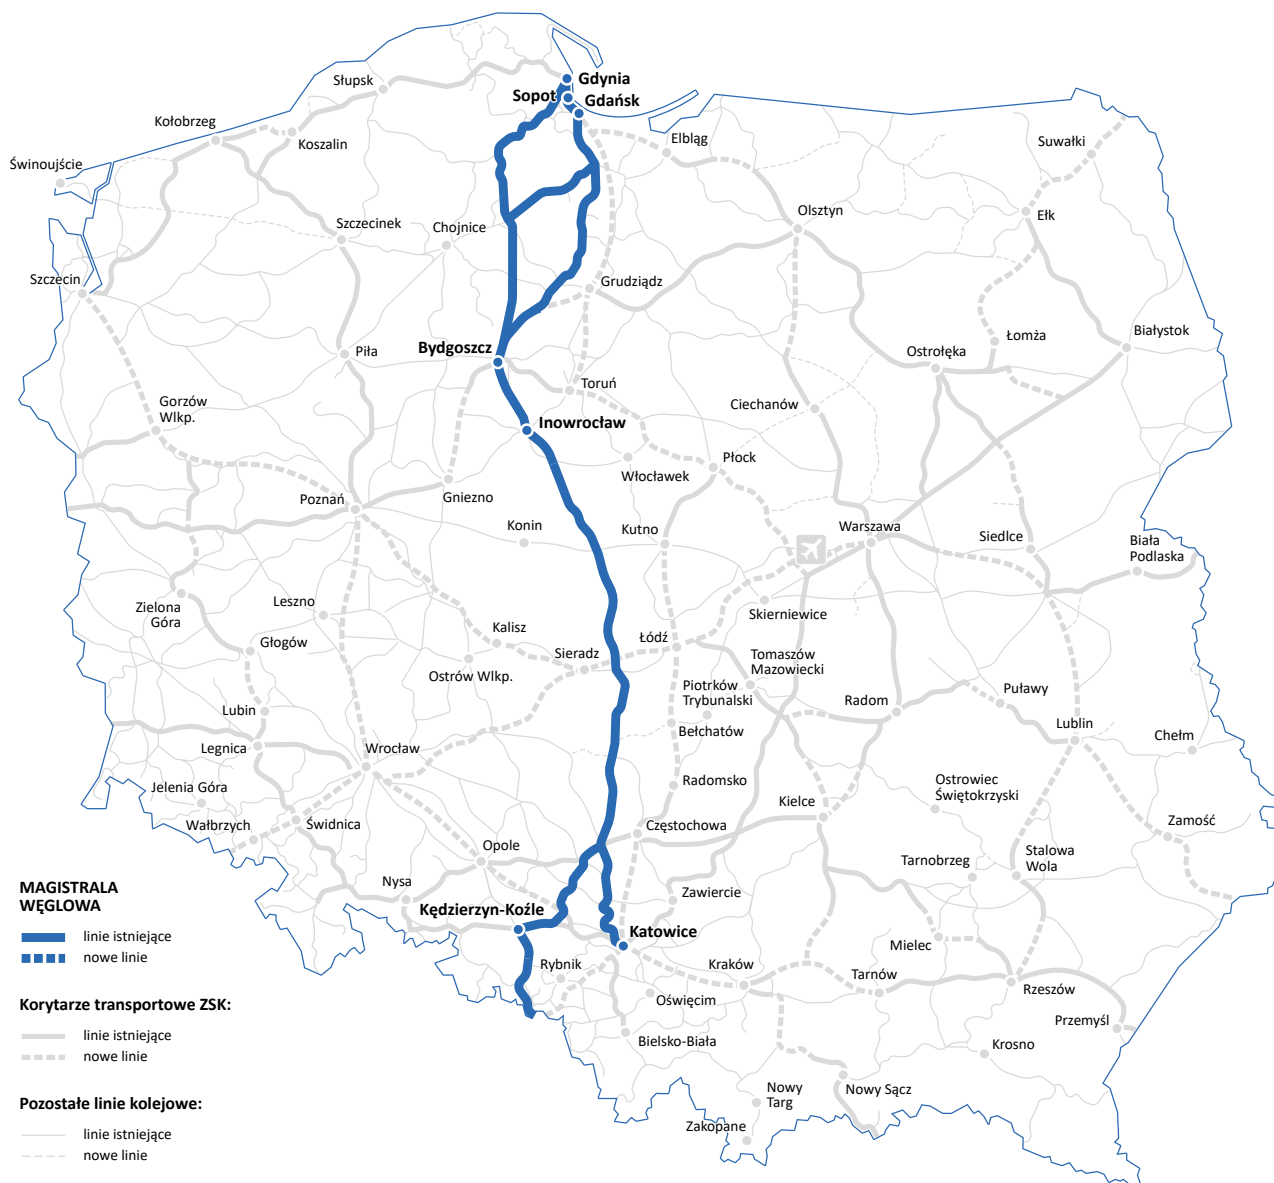 Gdynia
Słupsk
Sopot
Gdańsk
Kołobrzeg
Koszalin
Elbląg
Suwałki
Świnoujście
Olsztyn
Ełk
Szczecinek
Chojnice
Szczecin
Grudziądz
Białystok
Łomża
Bydgoszcz
Piła
Ostrołęka
Toruń
Gorzów
Wlkp.
Ciechanów
Inowrocław
Płock
Włocławek
Poznań
Gniezno
Konin
Kutno
Warszawa
Siedlce
Biała
Podlaska
Zielona
Góra
Leszno
Skierniewice
Kalisz
Łódź
Głogów
Sieradz
Tomaszów
Mazowiecki
Ostrów Wlkp.
Piotrków
Trybunalski
Radom
Puławy
Lubin
Bełchatów
Lublin
Chełm
Legnica
Wrocław
Jelenia Góra
Radomsko
Ostrowiec
Świętokrzyski
Kielce
Wałbrzych
Świdnica
Częstochowa
Zamość
Opole
Stalowa
Wola
Tarnobrzeg
Nysa
Zawiercie
MAGISTRALA
WĘGLOWA
Kędzierzyn-Koźle
Katowice
linie istniejące
nowe linie
Mielec
Rybnik
Kraków
Tarnów
Rzeszów
Oświęcim
Korytarze transportowe ZSK:
Przemyśl
linie istniejące
nowe linie
Bielsko-Biała
Krosno
Nowy
Targ
Nowy Sącz
Pozostałe linie kolejowe:
Zakopane
linie istniejące
nowe linie